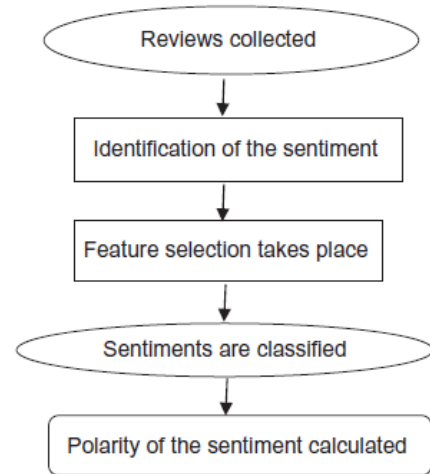 Reviews collected
Identification of the sentiment
Feature selection takes place
Sentiments are classified
Polarity of the sentiment calculated